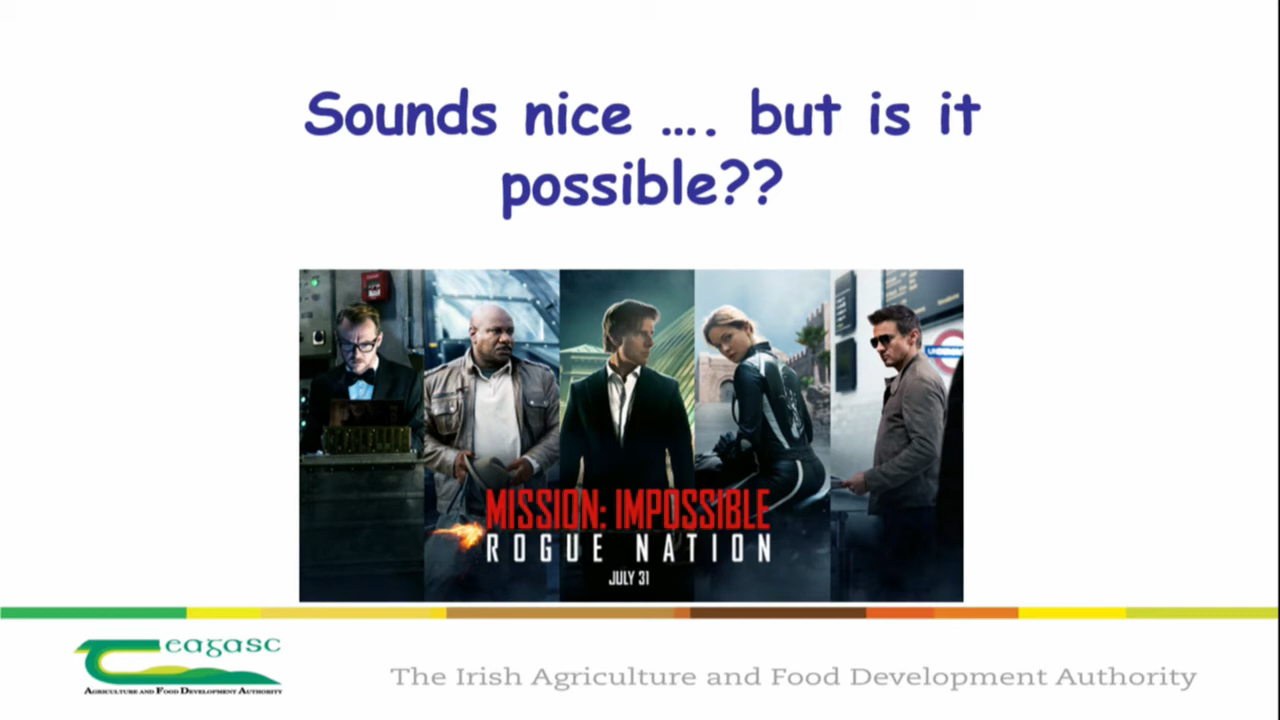 Sounds nice …. but is it
possible??
UNDERGROUND
MISSION: IMPOSSIBLE
ROGUE NATION
JULY 31
Teagasc
AGRICULTURE AND FOOD DEVELOPMENT AUTHORITY
The Irish Agriculture and Food Development Authority